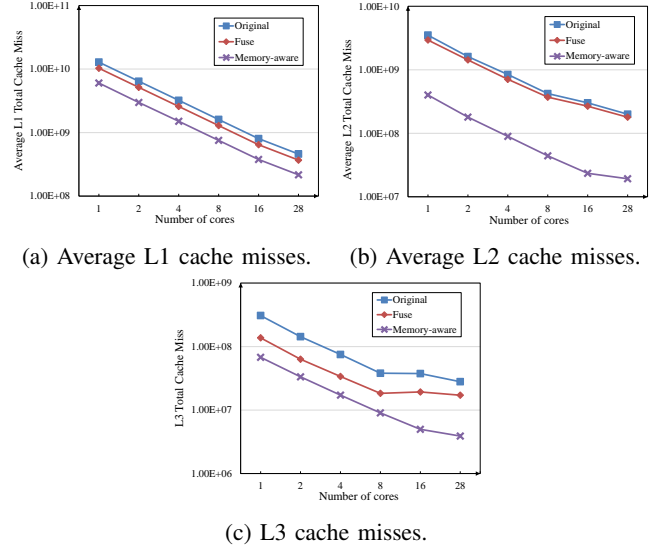 1.00E+11
1.00E+10
1.00E+09
1.00E+08
Average L1 Total Cache Miss
Original
Fuse
Memory-aware
1 2 4 8 16 28
Number of cores
(a) Average L1 cache misses.
1.00E+10
1.00E+09
1.00E+08
1.00E+07
Average L2 Total Cache Miss
Original
Fuse
Memory-aware
1 2 4 8 16 28
Number of cores
(b) Average L2 cache misses.
1.00E+09
1.00E+08
1.00E+07
1.00E+06
L3 Total Cache Miss
Original
Fuse
Memory-aware
1 2 4 8 16 28
Number of cores
(c) L3 cache misses.